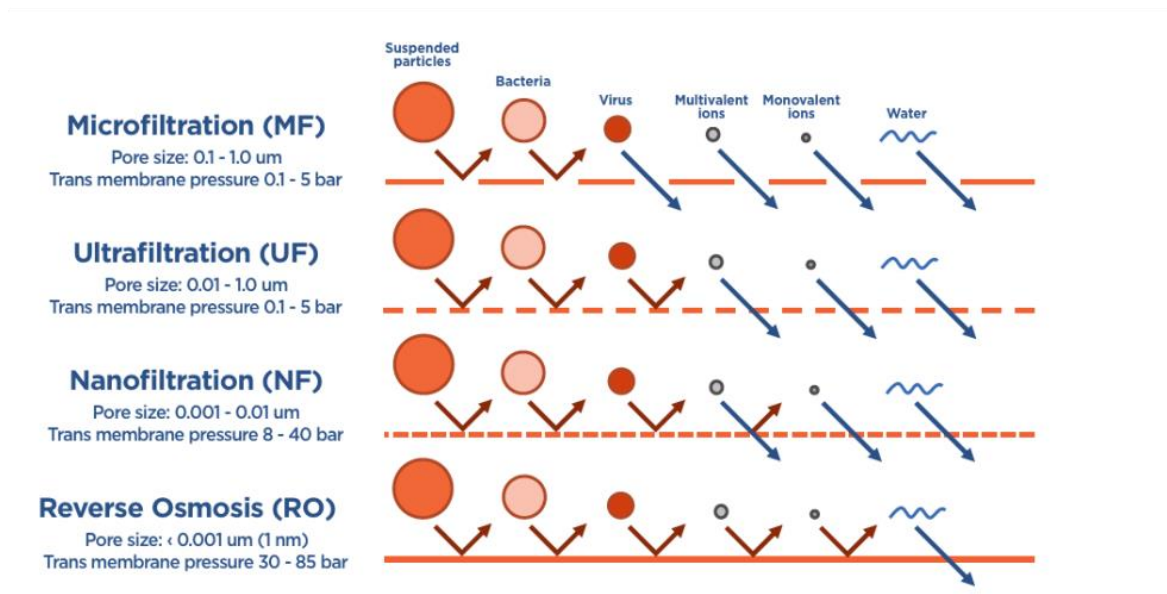 Suspended
particles
Bacteria
Virus
Multivalent
ions
Monovalent
ions
Water
Microfiltration (MF)
Pore size: 0.1 - 1.0 um
Trans membrane pressure 0.1 - 5 bar
Ultrafiltration (UF)
Pore size: 0.01 - 1.0 um
Trans membrane pressure 0.1 - 5 bar
Nanofiltration (NF)
Pore size: 0.001 - 0.01 um
Trans membrane pressure 8 - 40 bar
Reverse Osmosis (RO)
Pore size: ‹ 0.001 um (1 nm)
Trans membrane pressure 30 - 85 bar